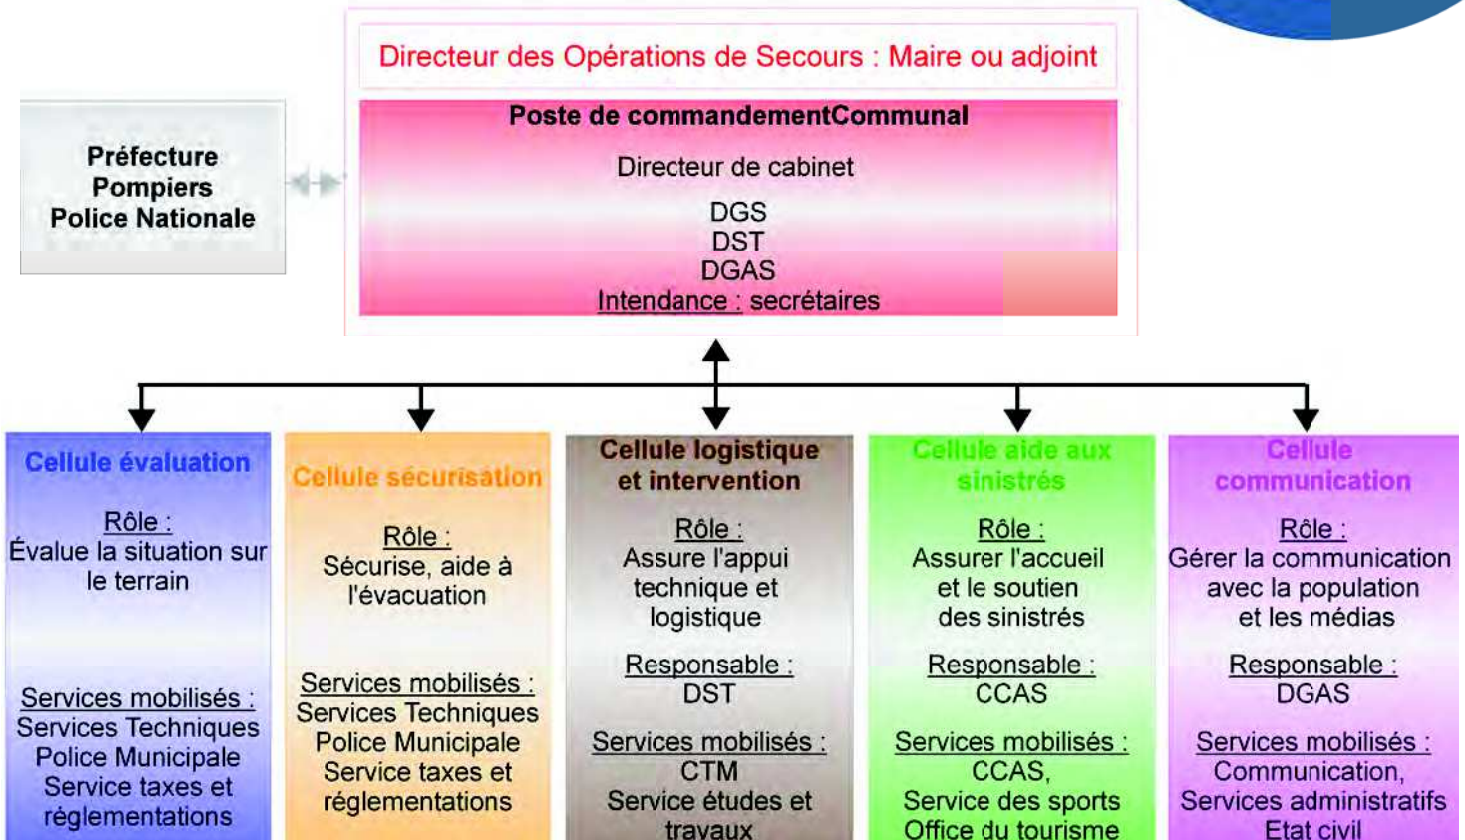 Directeur des Opérations de Secours : Maire ou adjoint
Poste de commandementCommunal
Directeur de cabinet
DGS
DST
DGAS
Intendance : secrétaires
Préfecture
Pompiers
Police Nationale
Cellule évaluation
Rôle :
Évalue la situation sur
le terrain
Services mobilisés :
Services Techniques
Police Municipale
Service taxes et
réglementations
Cellule sécurisation
Rôle :
Sécurise, aide à
l'évacuation
Services mobilisés :
Services Techniques
Police Municipale
Service taxes et
réglementations
Cellule logistique
et intervention
Rôle :
Assure l'appui
technique et
logistique
Responsable :
DST
Services mobilisés :
CTM
Service études et
travaux
Cellule aide aux
sinistrés
Rôle :
Assurer l'accueil
et le soutien
des sinistrés
Responsable :
CCAS
Services mobilisés :
CCAS,
Service des sports
Office du tourisme
Cellule
communication
Rôle :
Gérer la communication
avec la population
et les médias
Responsable :
DGAS
Services mobilisés :
Communication,
Services administratifs
Etat civil